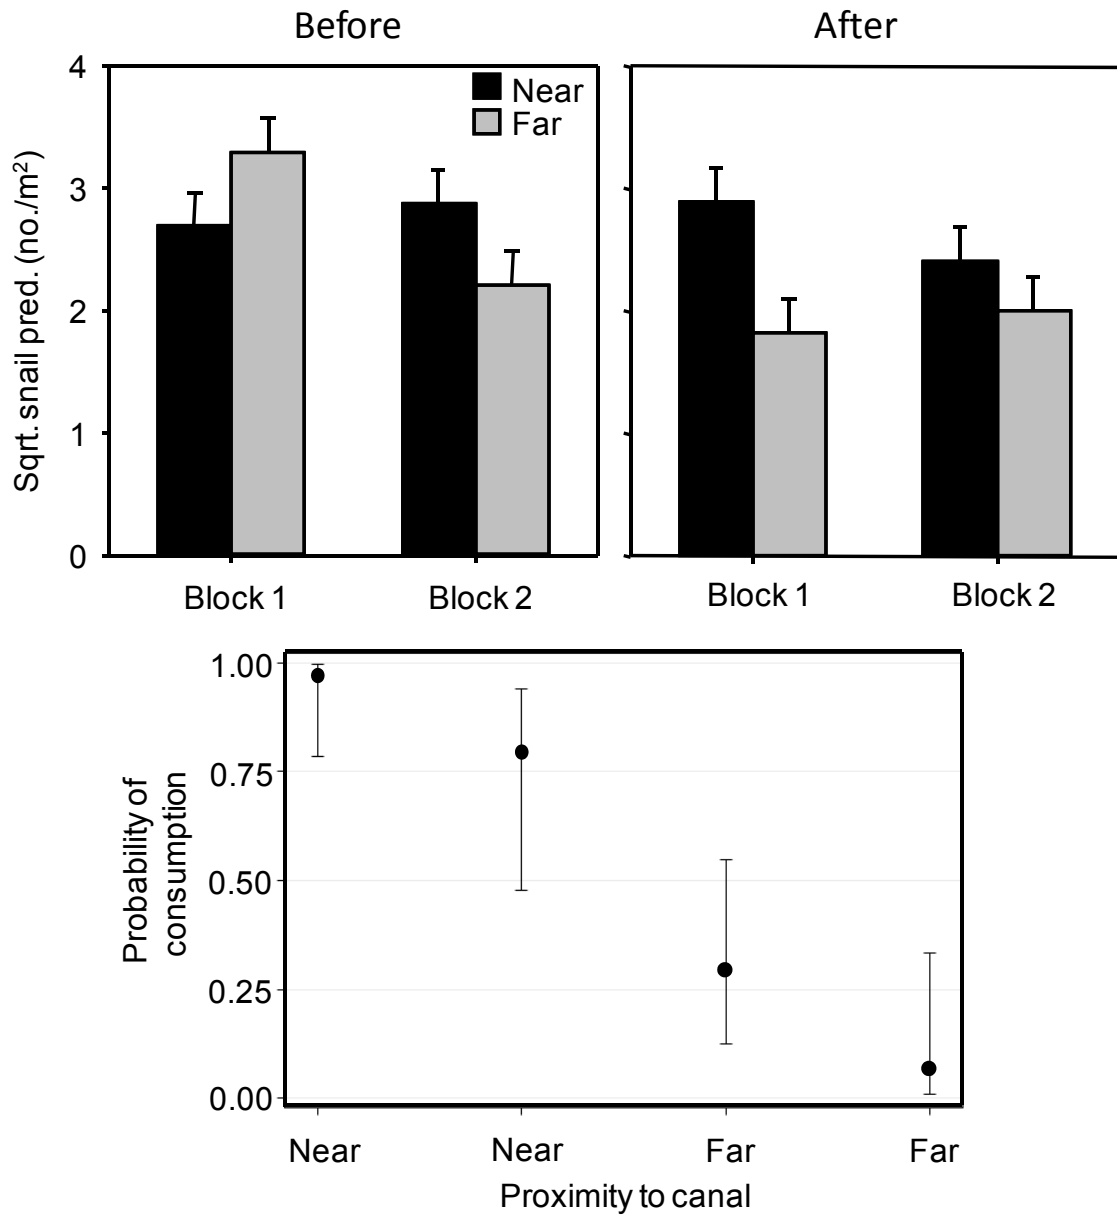 Before
After
4
3
2
1
0
Sqrt. snail pred. (no./m²)
Near
Far
Block 1
Block 2
Block 1
Block 2
1.00
0.75
0.50
0.25
0.00
Probability of
consumption
Near
Near
Far
Far
Proximity to canal